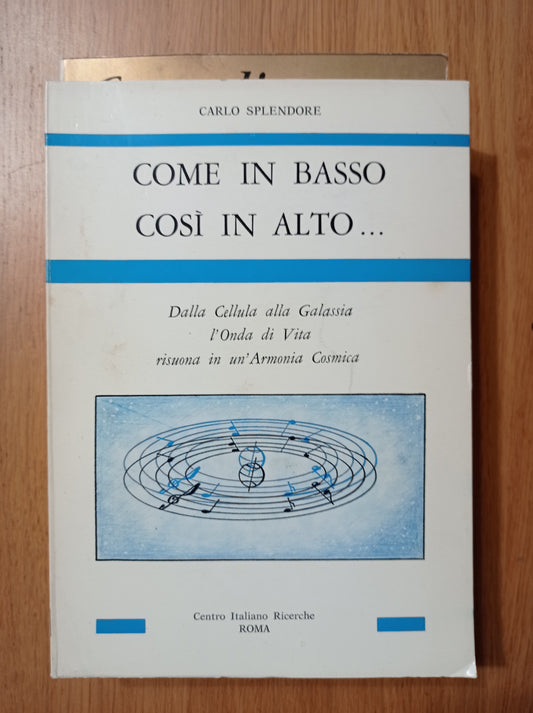 CARLO SPLENDORE
COME IN BASSO
COSÌ IN ALTO...
Dalla Cellula alla Galassia
l'Onda di Vita
risuona in un'Armonia Cosmica
Centro Italiano Ricerche
ROMA